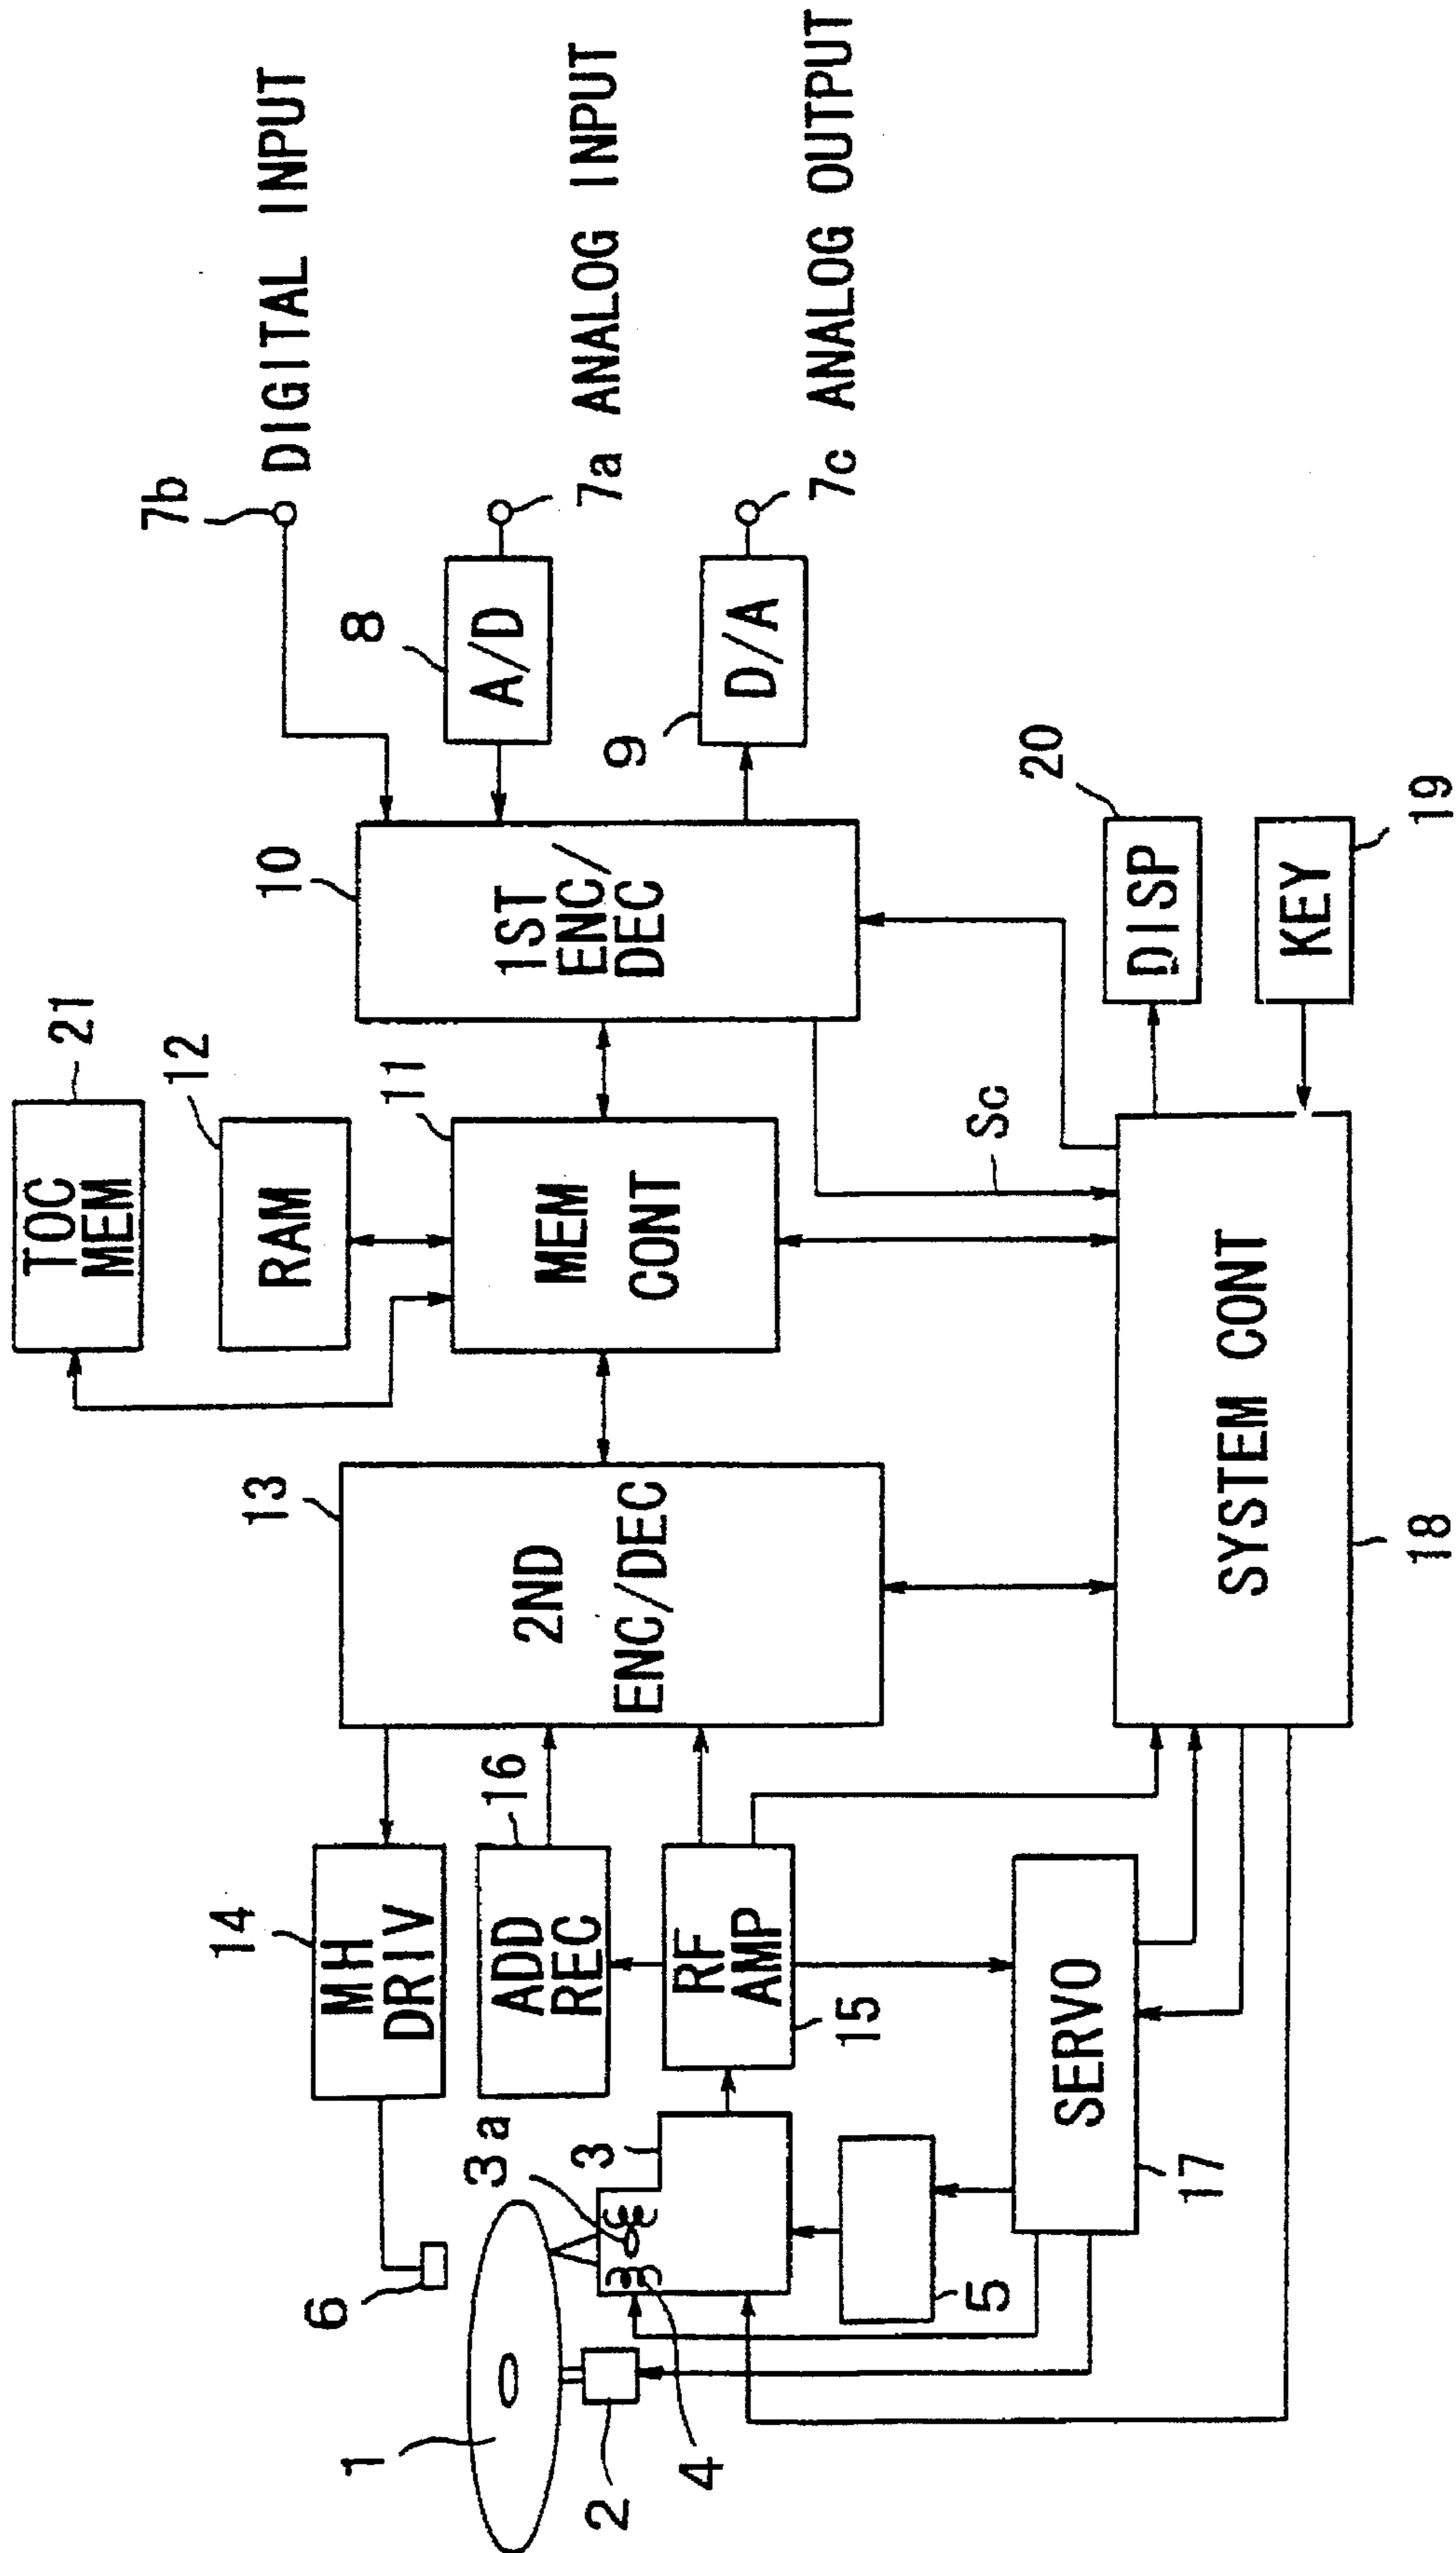 TOC
MEM
21
RAM
12
7b
DIGITAL INPUT
13
2ND
ENC/DEC
MEM
CONT
11
10
1ST
ENC/
DEC
8
A/D
7a ANALOG INPUT
14
MH
DRIV
9
D/A
7c ANALOG OUTPUT
6
16
ADD
REC
1
3a
3
RF
AMP
15
2
4
5
SERVO
17
Sc
SYSTEM CONT
18
20
DISP
KEY
19